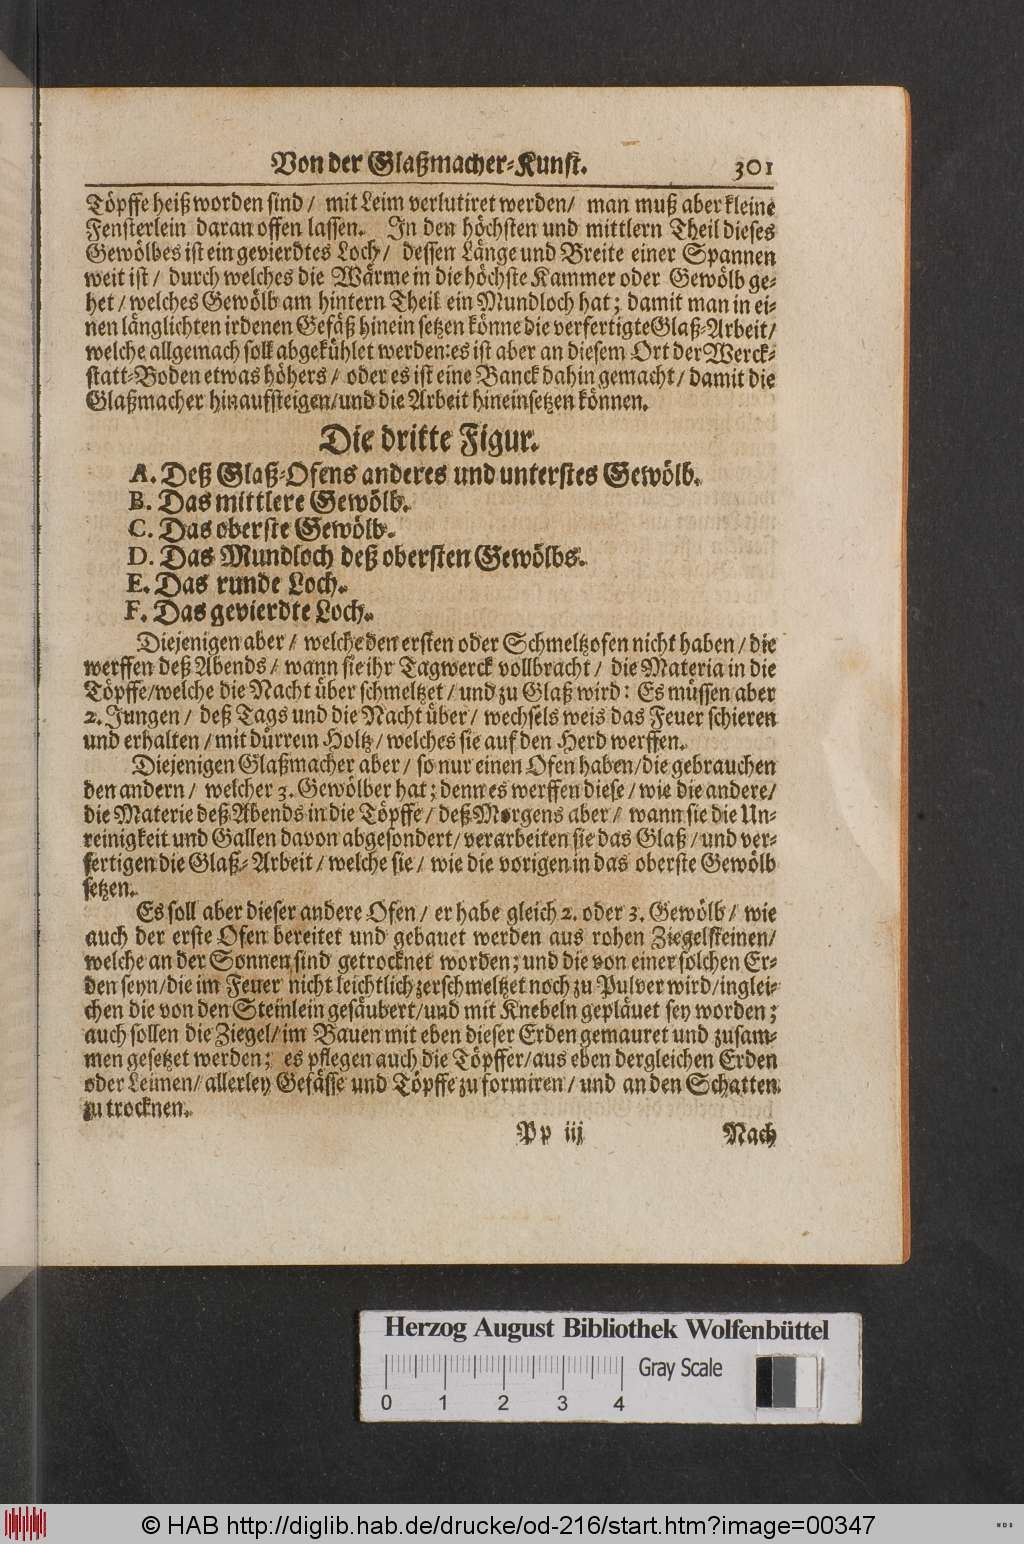 Von der Glaßmacher-Kunst. 301
Töpffe heiß worden sind / mit Leim verlutiret werden / man muß aber kleine
Fensterlein daran offen lassen. In den höchsten und mittlern Theil dieses
Gewölbes ist ein gevierdtes Loch / dessen Länge und Breite einer Spannen
weit ist / durch welches die Wärme in die höchste Kammer oder Gewölb ge-
het / welches Gewölb am hintern Theil ein Mundloch hat; damit man in ei-
nen länglichten irdenen Gefäß hinein setzen könne die verfertigte Glaß-Arbeit /
welche allgemach soll abgekühlet werden: es ist aber an diesem Ort der Werck-
statt-Boden etwas höhers / oder es ist eine Banck dahin gemacht / damit die
Glaßmacher hinaufsteigen / und die Arbeit hineinsetzen können.
Die dritte Figur.
A. Deß Glaß-Ofens anderes und unterstes Gewölb.
B. Das mittlere Gewölb.
C. Das oberste Gewölb.
D. Das Mundloch deß obersten Gewölbs.
E. Das runde Loch.
F. Das gevierdte Loch.
Diejenigen aber / welche den ersten oder Schmeltzofen nicht haben / die
werffen deß Abends / wann sie ihr Tagwerck vollbracht / die Materia in die
Töpffe / welche die Nacht über schmeltzet / und zu Glaß wird: Es müssen aber
2. Jungen / deß Tags und die Nacht über / wechsels weis das Feuer schieren
und erhalten / mit dürrem Holtz / welches sie auf den Herd werffen.
Diejenigen Glaßmacher aber / so nur einen Ofen haben / die gebrauchen
den andern / welcher 3. Gewölber hat; denn es werffen diese / wie die andere /
die Materie deß Abends in die Töpffe / deß Morgens aber / wann sie die Un-
reinigkeit und Gallen davon abgesondert / verarbeiten sie das Glaß / und ver-
fertigen die Glaß-Arbeit / welche sie / wie die vorigen in das oberste Gewölb
setzen.
Es soll aber dieser andere Ofen / er habe gleich 2. oder 3. Gewölb / wie
auch der erste Ofen bereitet und gebauet werden aus rohen Ziegelsteinen /
welche an der Sonnen sind getrocknet worden; und die von einer solchen Er-
den seyn / die im Feuer nicht leichtlich zerschmeltzet noch zu Pulver wird / inglei-
chen die von den Steinlein gesäubert / und mit Knebeln gepläuet sey worden;
auch sollen die Ziegel / im Bauen mit eben dieser Erden gemauret und zusam-
men gesetzet werden; es pflegen auch die Töpffer / aus eben dergleichen Erden
oder Leimen / allerley Gefässe und Töpffe zu formiren / und an den Schatten
zu trocknen.
Pp iij Nach
Herzog August Bibliothek Wolfenbüttel
Gray Scale
0 1 2 3 4
© HAB http://diglib.hab.de/drucke/od-216/start.htm?image=00347